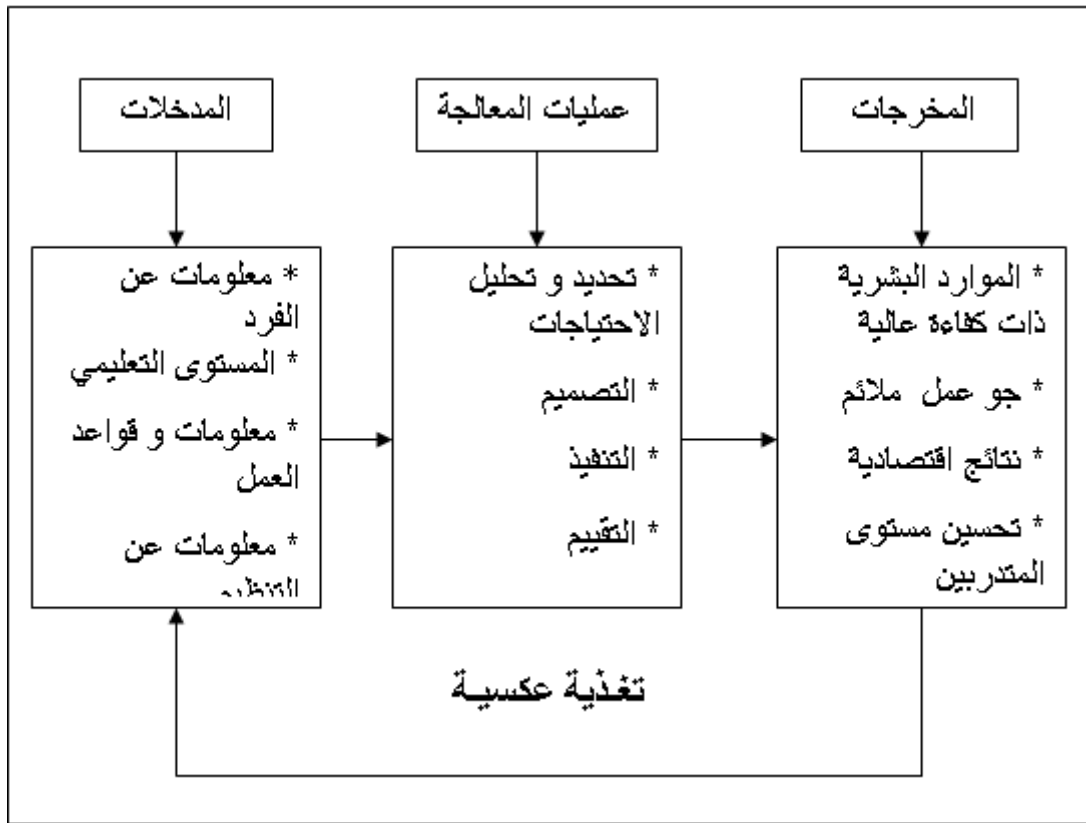 المدخلات
عمليات المعالجة
المخرجات
* معلومات عن
الفرد
* المستوى التعليمي
* معلومات و قواعد
العمل
* معلومات عن
* تحديد و تحليل
الاحتياجات
* التصميم
* التنفيذ
* التقييم
* الموارد البشرية
ذات كفاءة عالية
* جو عمل ملائم
* نتائج اقتصادية
* تحسين مستوى
المتدربين
تغذية عكسية